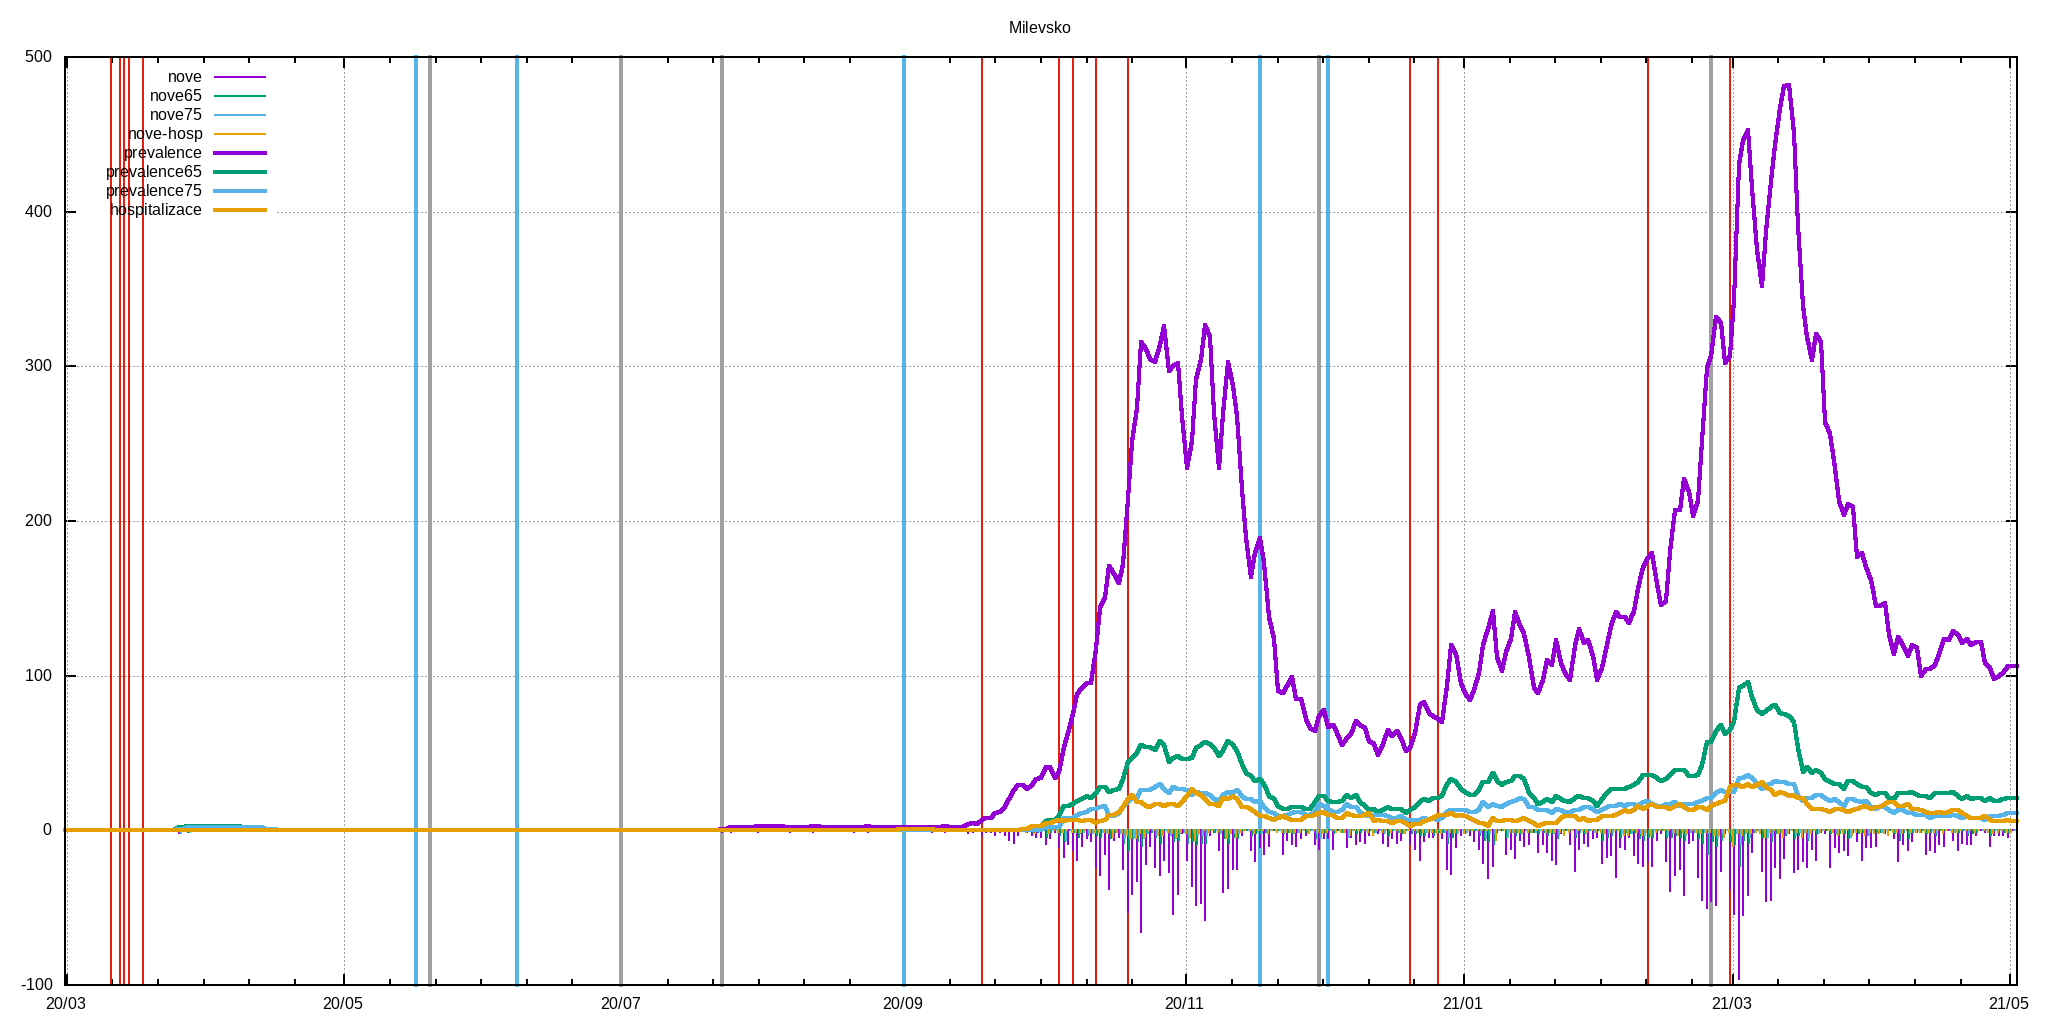 Milevsko
500
400
300
200
100
0
-100
nove
nove65
nove75
nove-hosp
prevalence
prevalence65
prevalence75
hospitalizace
20/03 20/05 20/07 20/09 20/11 21/01 21/03 21/05